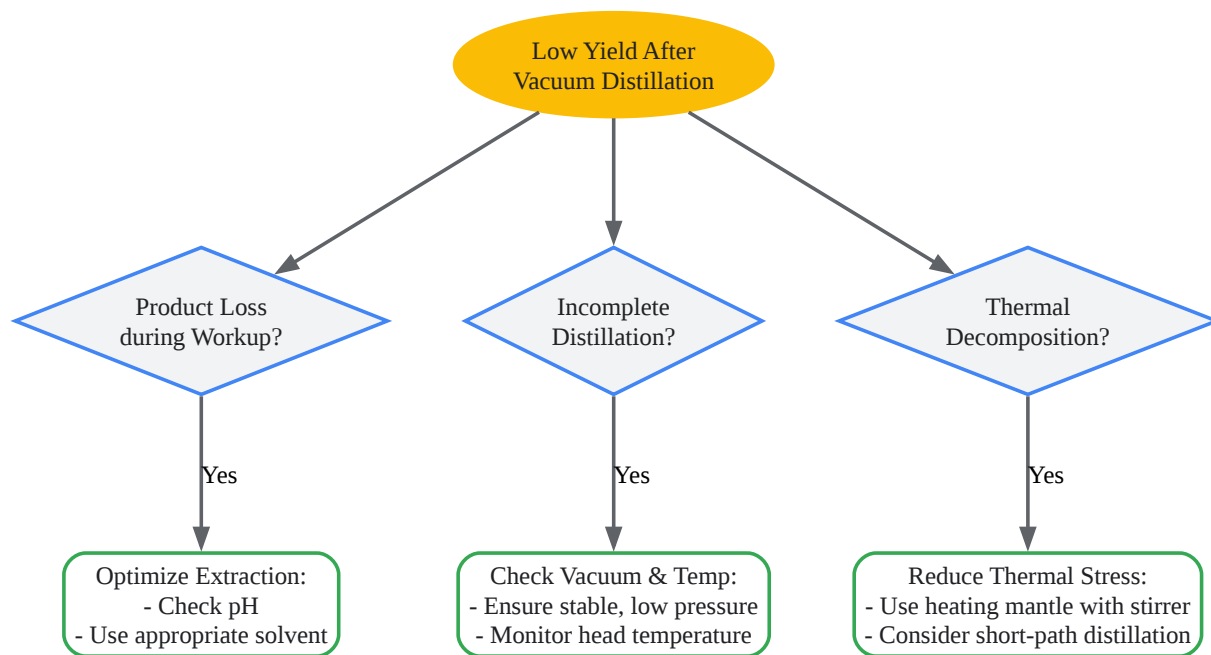 Low Yield After
Vacuum Distillation
Product Loss
during Workup?
Incomplete
Distillation?
Thermal
Decomposition?
Yes
Yes
Yes
Optimize Extraction:
- Check pH
- Use appropriate solvent
Check Vacuum & Temp:
- Ensure stable, low pressure
- Monitor head temperature
Reduce Thermal Stress:
- Use heating mantle with stirrer
- Consider short-path distillation